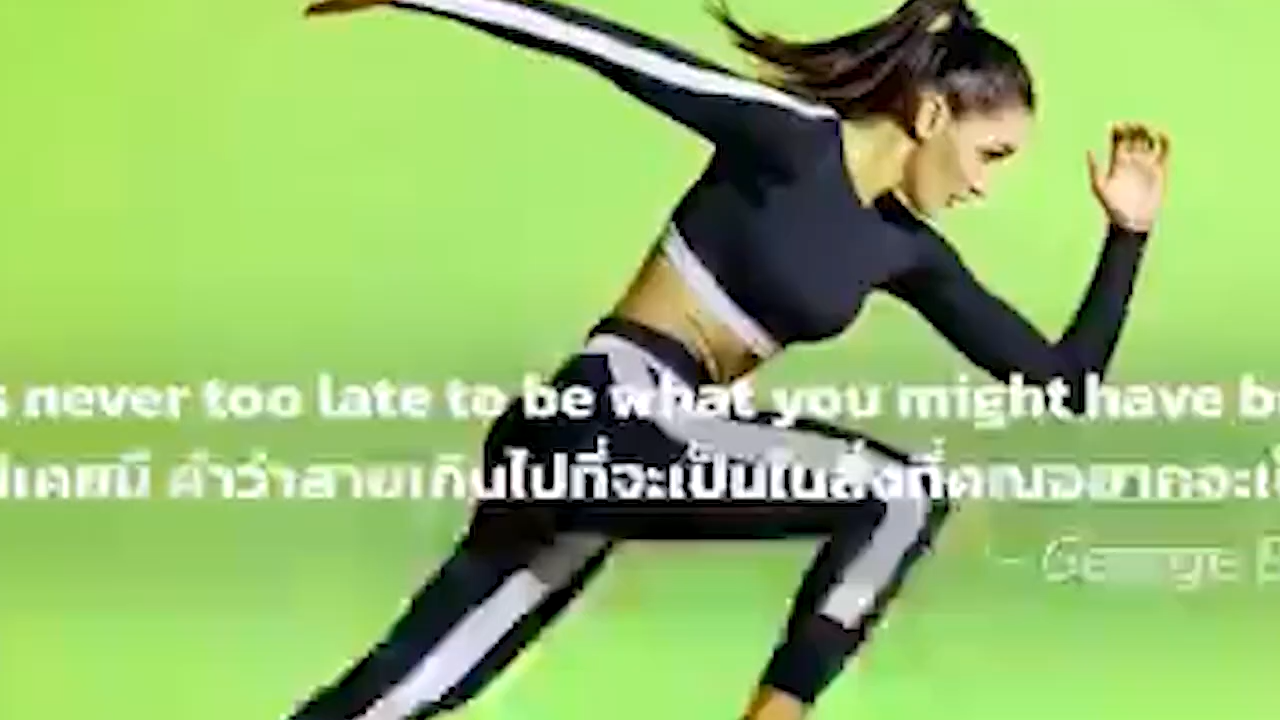 never too late to be what you might have
คำว่าสายเกินไปที่จะเป็นในสิ่งที่คุณอยากจะ
- George